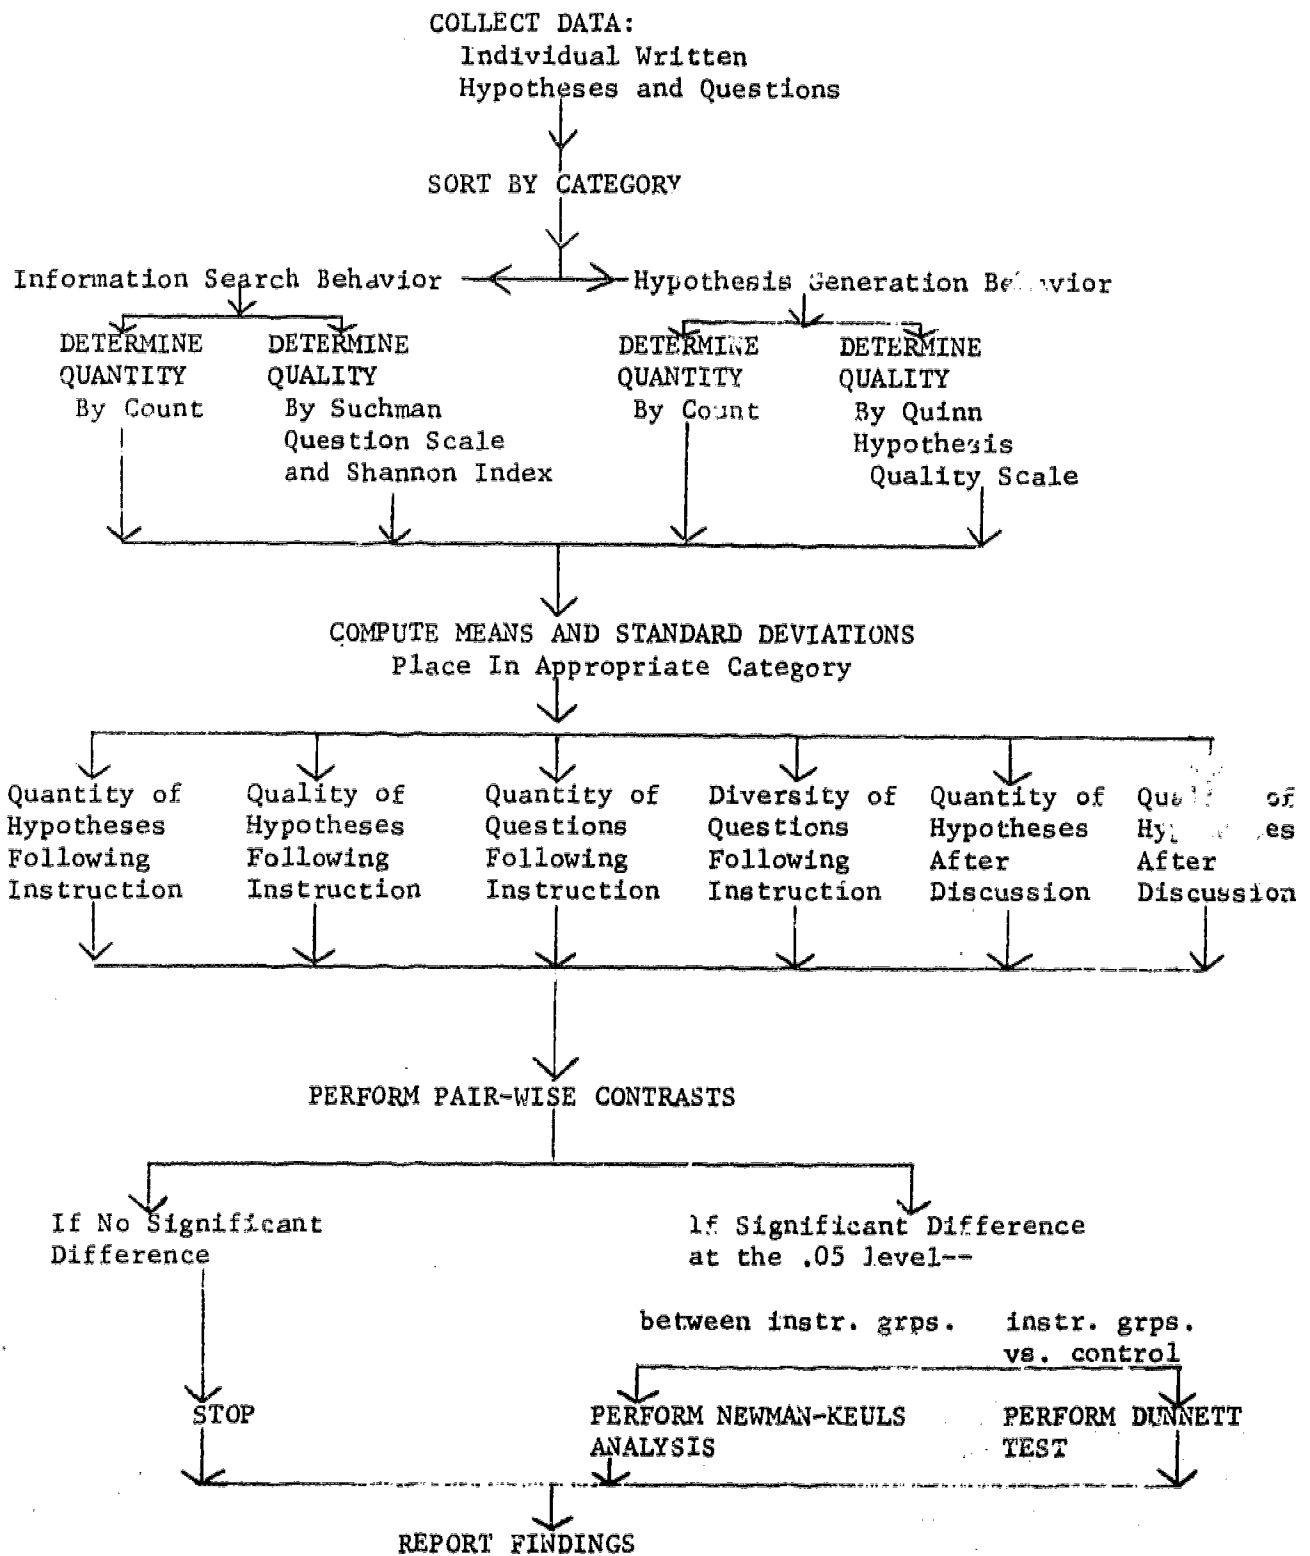 COLLECT DATA:
Individual Written
Hypotheses and Questions
SORT BY CATEGORY
Information Search Behavior
Hypothesis Generation
DETERMINE
QUANTITY
By Count
DETERMINE
QUALITY
By Suchman
Question Scale
and Shannon Index
DETERMINE
QUANTITY
By Count
DETERMINE
QUALITY
By Quinn
Hypothesis
Quality Scale
COMPUTE MEANS AND STANDARD DEVIATIONS
Place In Appropriate Category
Quantity of
Hypotheses
Following
Instruction
Quality of
Hypotheses
Following
Instruction
Quantity of
Questions
Following
Instruction
Diversity of
Questions
Following
Instruction
Quantity of
Hypotheses
After
Discussion
of
After
Discussion
PERFORM PAIR-WISE CONTRASTS
If No Significant
Difference
If Significant Difference
at the .05 level--
between instr. grps.
instr. grps.
vs. control
STOP
PERFORM NEWMAN-KEULS
ANALYSIS
PERFORM DUNNETT
TEST
REPORT FINDINGS